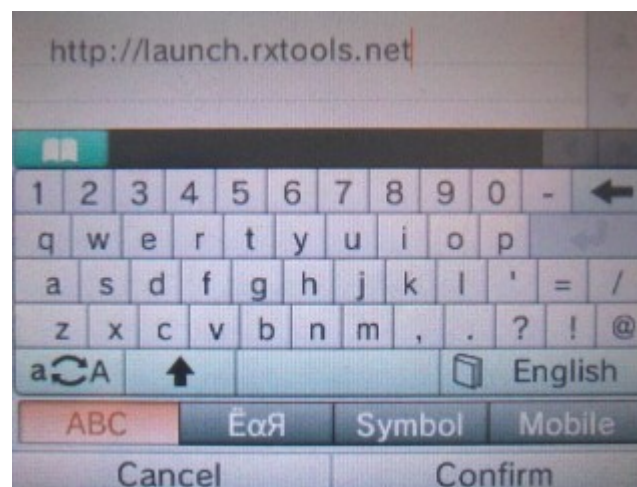 http://launch.rxtools.net
1 2 3 4 5 6 7 8 9 0 -
q w e r t y u i o p
a s d f g h j k l ' = /
z x c v b n m , . ? ! @
a A English
ABC ËαЯ Symbol Mobile
Cancel Confirm